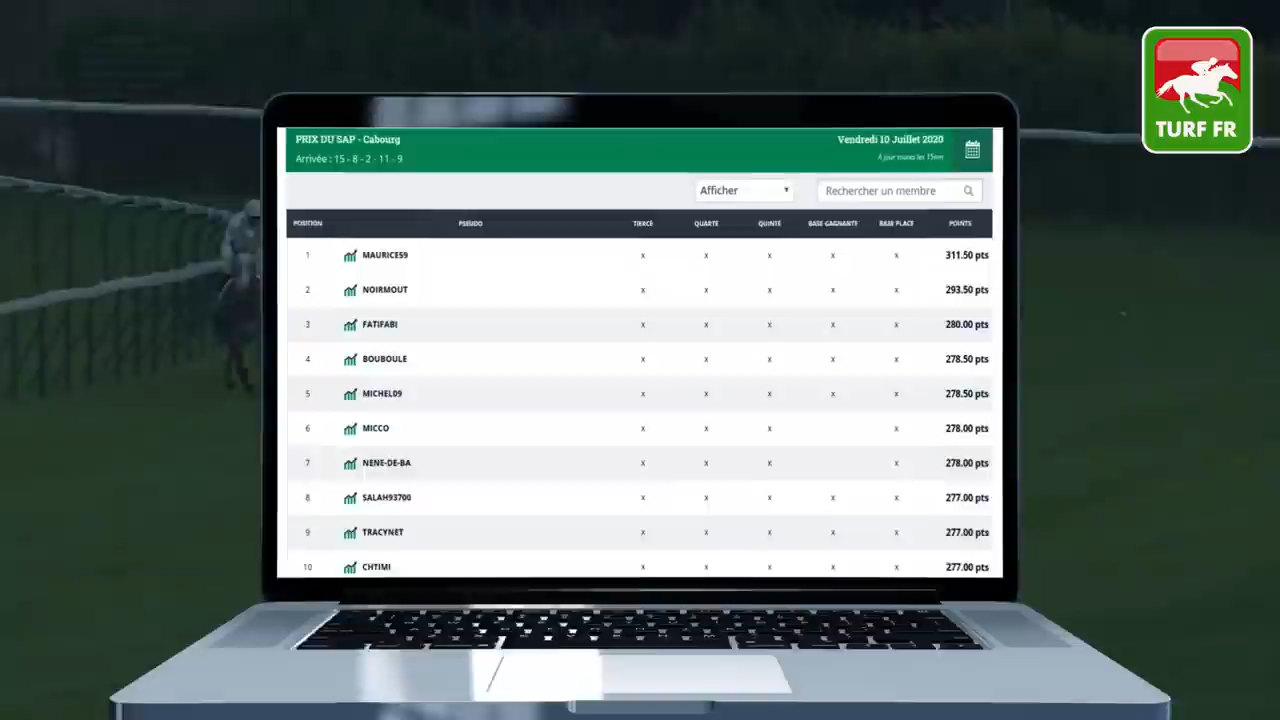 TURF FR
PRIX DU SAP - Cabourg
Vendredi 10 Juillet 2020
Arrivée : 15 - 8 - 2 - 11 - 9
A jour toutes les 15mn
Afficher
Rechercher un membre
POSITION PSEUDO TIERCÉ QUARTÉ QUINTÉ BASE GAGNANTE BASE PLACE POINTS
1 MAURICE59 x x x x x 311.50 pts
2 NOIRMOUT x x x x x 293.50 pts
3 FATIFABI x x x x x 280.00 pts
4 BOUBOULE x x x x x 278.50 pts
5 MICHEL09 x x x x x 278.50 pts
6 MICCO x x x x 278.00 pts
7 NENE-DE-BA x x x x 278.00 pts
8 SALAH93700 x x x x x 277.00 pts
9 TRACYNET x x x x x 277.00 pts
10 CHTIMI x x x x x 277.00 pts